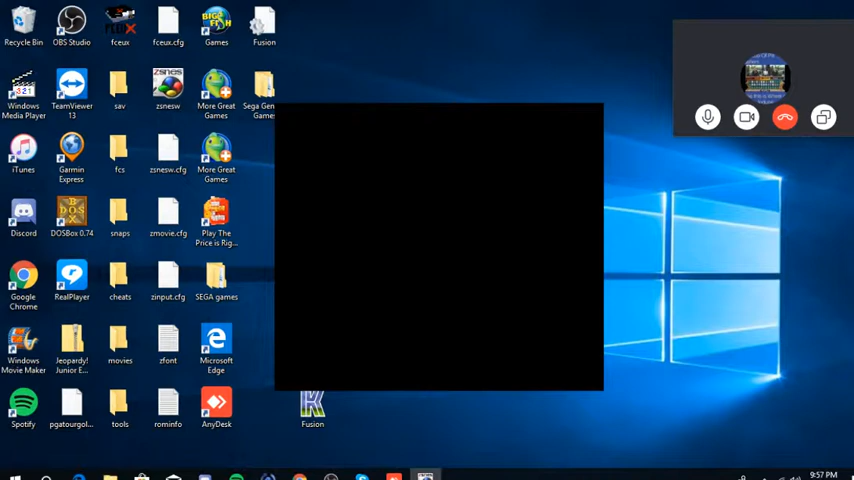 Recycle Bin
OBS Studio
fceux
fceux.cfg
Games
Fusion
Windows
Media Player
TeamViewer
13
sav
zsnesw
More Great
Games
Sega Gen
Games
iTunes
Garmin
Express
fcs
zsnesw.cfg
More Great
Games
Discord
DOSBox 0.74
snaps
zmovie.cfg
Play The
Price is Rig...
Google
Chrome
RealPlayer
cheats
zinput.cfg
SEGA games
Windows
Movie Maker
Jeopardy!
Junior E...
movies
zfont
Microsoft
Edge
Spotify
pgatourgol...
tools
rominfo
AnyDesk
Fusion
9:57 PM